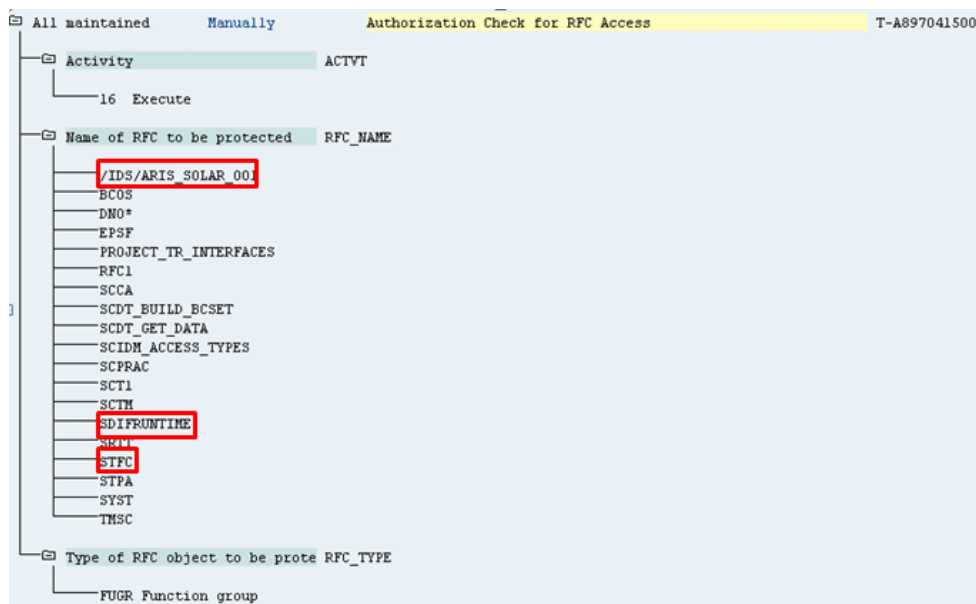 All maintained Manually Authorization Check for RFC Access T-A897041500
Activity ACTVT
16 Execute
Name of RFC to be protected RFC_NAME
/IDS/ARIS_SOLAR_001
BCOS
DNO*
EPSF
PROJECT_TR_INTERFACES
RFC1
SCCA
SCDT_BUILD_BCSET
SCDT_GET_DATA
SCIDM_ACCESS_TYPES
SCPRAC
SCT1
SCTM
SDIFRUNTIME
SRTT
STFC
STPA
SYST
TMSC
Type of RFC object to be prote RFC_TYPE
FUGR Function group